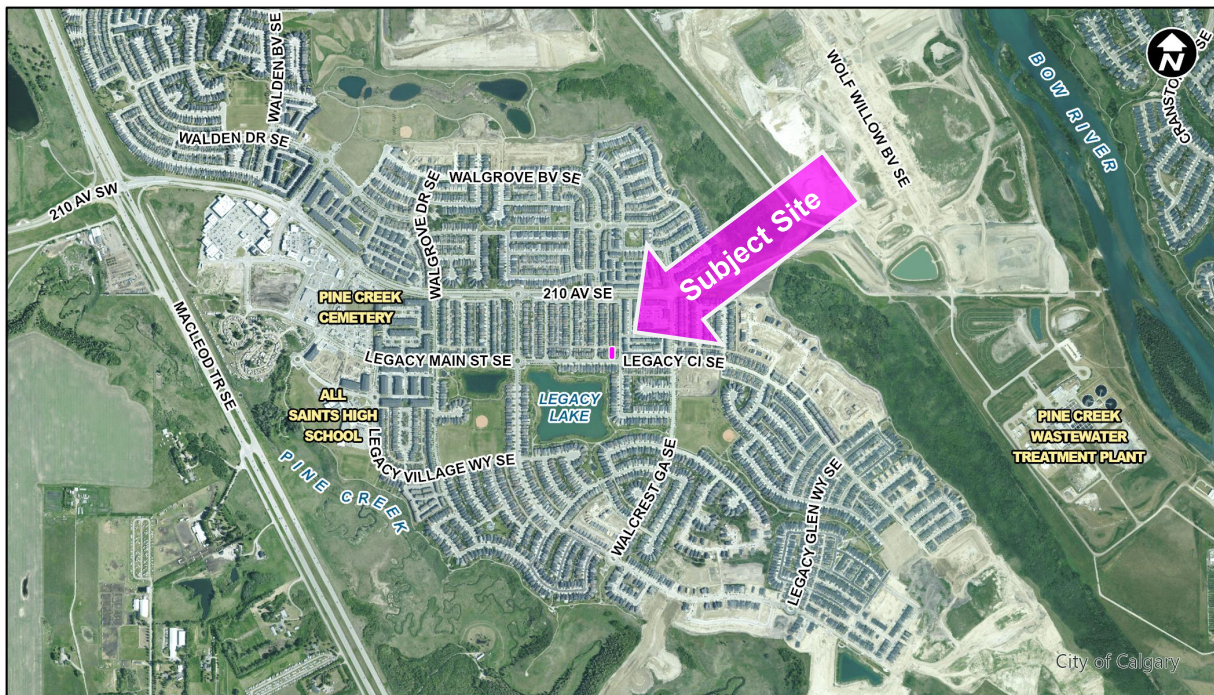 WALDEN BV SE
WALDEN DR SE
210 AV SW
WALGROVE BV SE
WALGROVE DR SE
210 AV SE
WOLF WILLOW BV SE
BOW RIVER
N
Subject Site
MACLEOD TR SE
PINE CREEK
CEMETERY
LEGACY MAIN ST SE
LEGACY CI SE
LEGACY
LAKE
ALL
SAINTS HIGH
SCHOOL
LEGACY VILLAGE WY SE
PINE CREEK
WALCREST GA SE
LEGACY GLEN WY SE
PINE CREEK
WASTEWATER
TREATMENT PLANT
City of Calgary